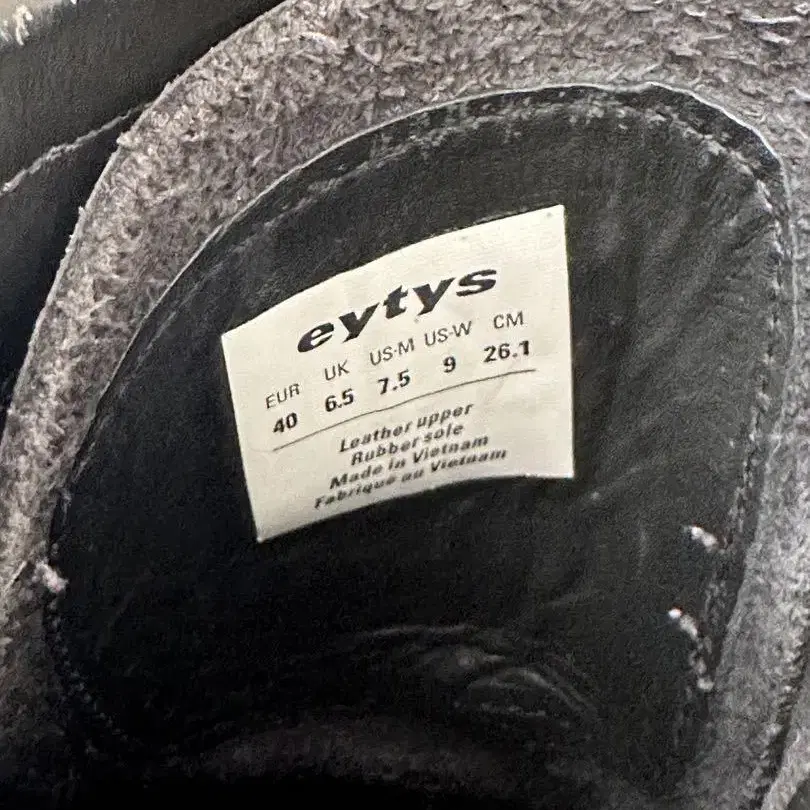 eytys
EUR UK US-M US-W CM
40 6.5 7.5 9 26.1
Leather upper
Rubber sole
Made in Vietnam
Fabriqué au Vietnam